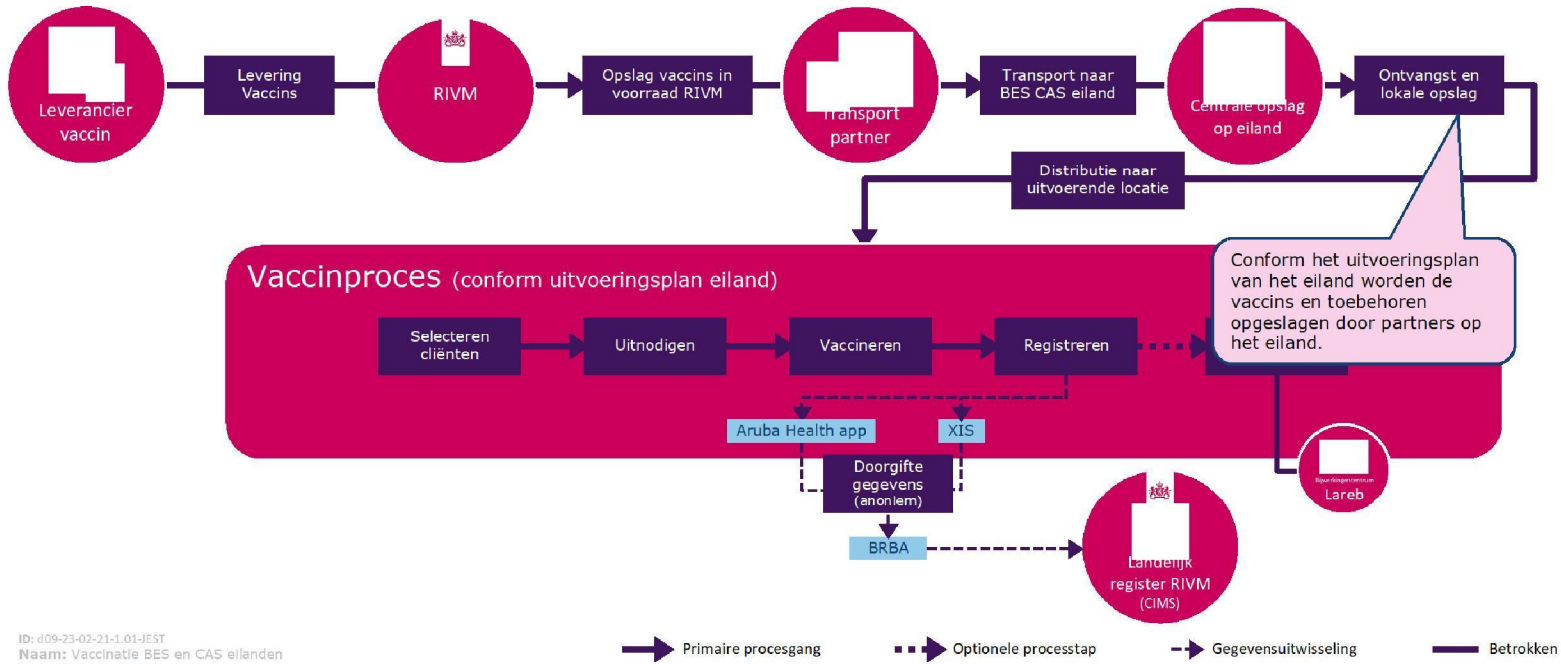 Leverancier
vaccin
Levering
Vaccins
RIVM
Opslag vaccins in
voorraad RIVM
Transport
partner
Transport naar
BES CAS eiland
Centrale opslag
op eiland
Ontvangst en
lokale opslag
Distributie naar
uitvoerende locatie
Conform het uitvoeringsplan
van het eiland worden de
vaccins en toebehoren
opgeslagen door partners op
het eiland.
Vaccinproces (conform uitvoeringsplan eiland)
Selecteren
cliënten
Uitnodigen
Vaccineren
Registreren
Aruba Health app
XIS
Doorgifte
gegevens
(anoniem)
BRBA
Bijwerkingencentrum
Lareb
Landelijk
register RIVM
(CIMS)
ID: d09-23-02-21-1.01-JEST
Naam: Vaccinatie BES en CAS eilanden
Primaire procesgang
Optionele processtap
Gegevensuitwisseling
Betrokken